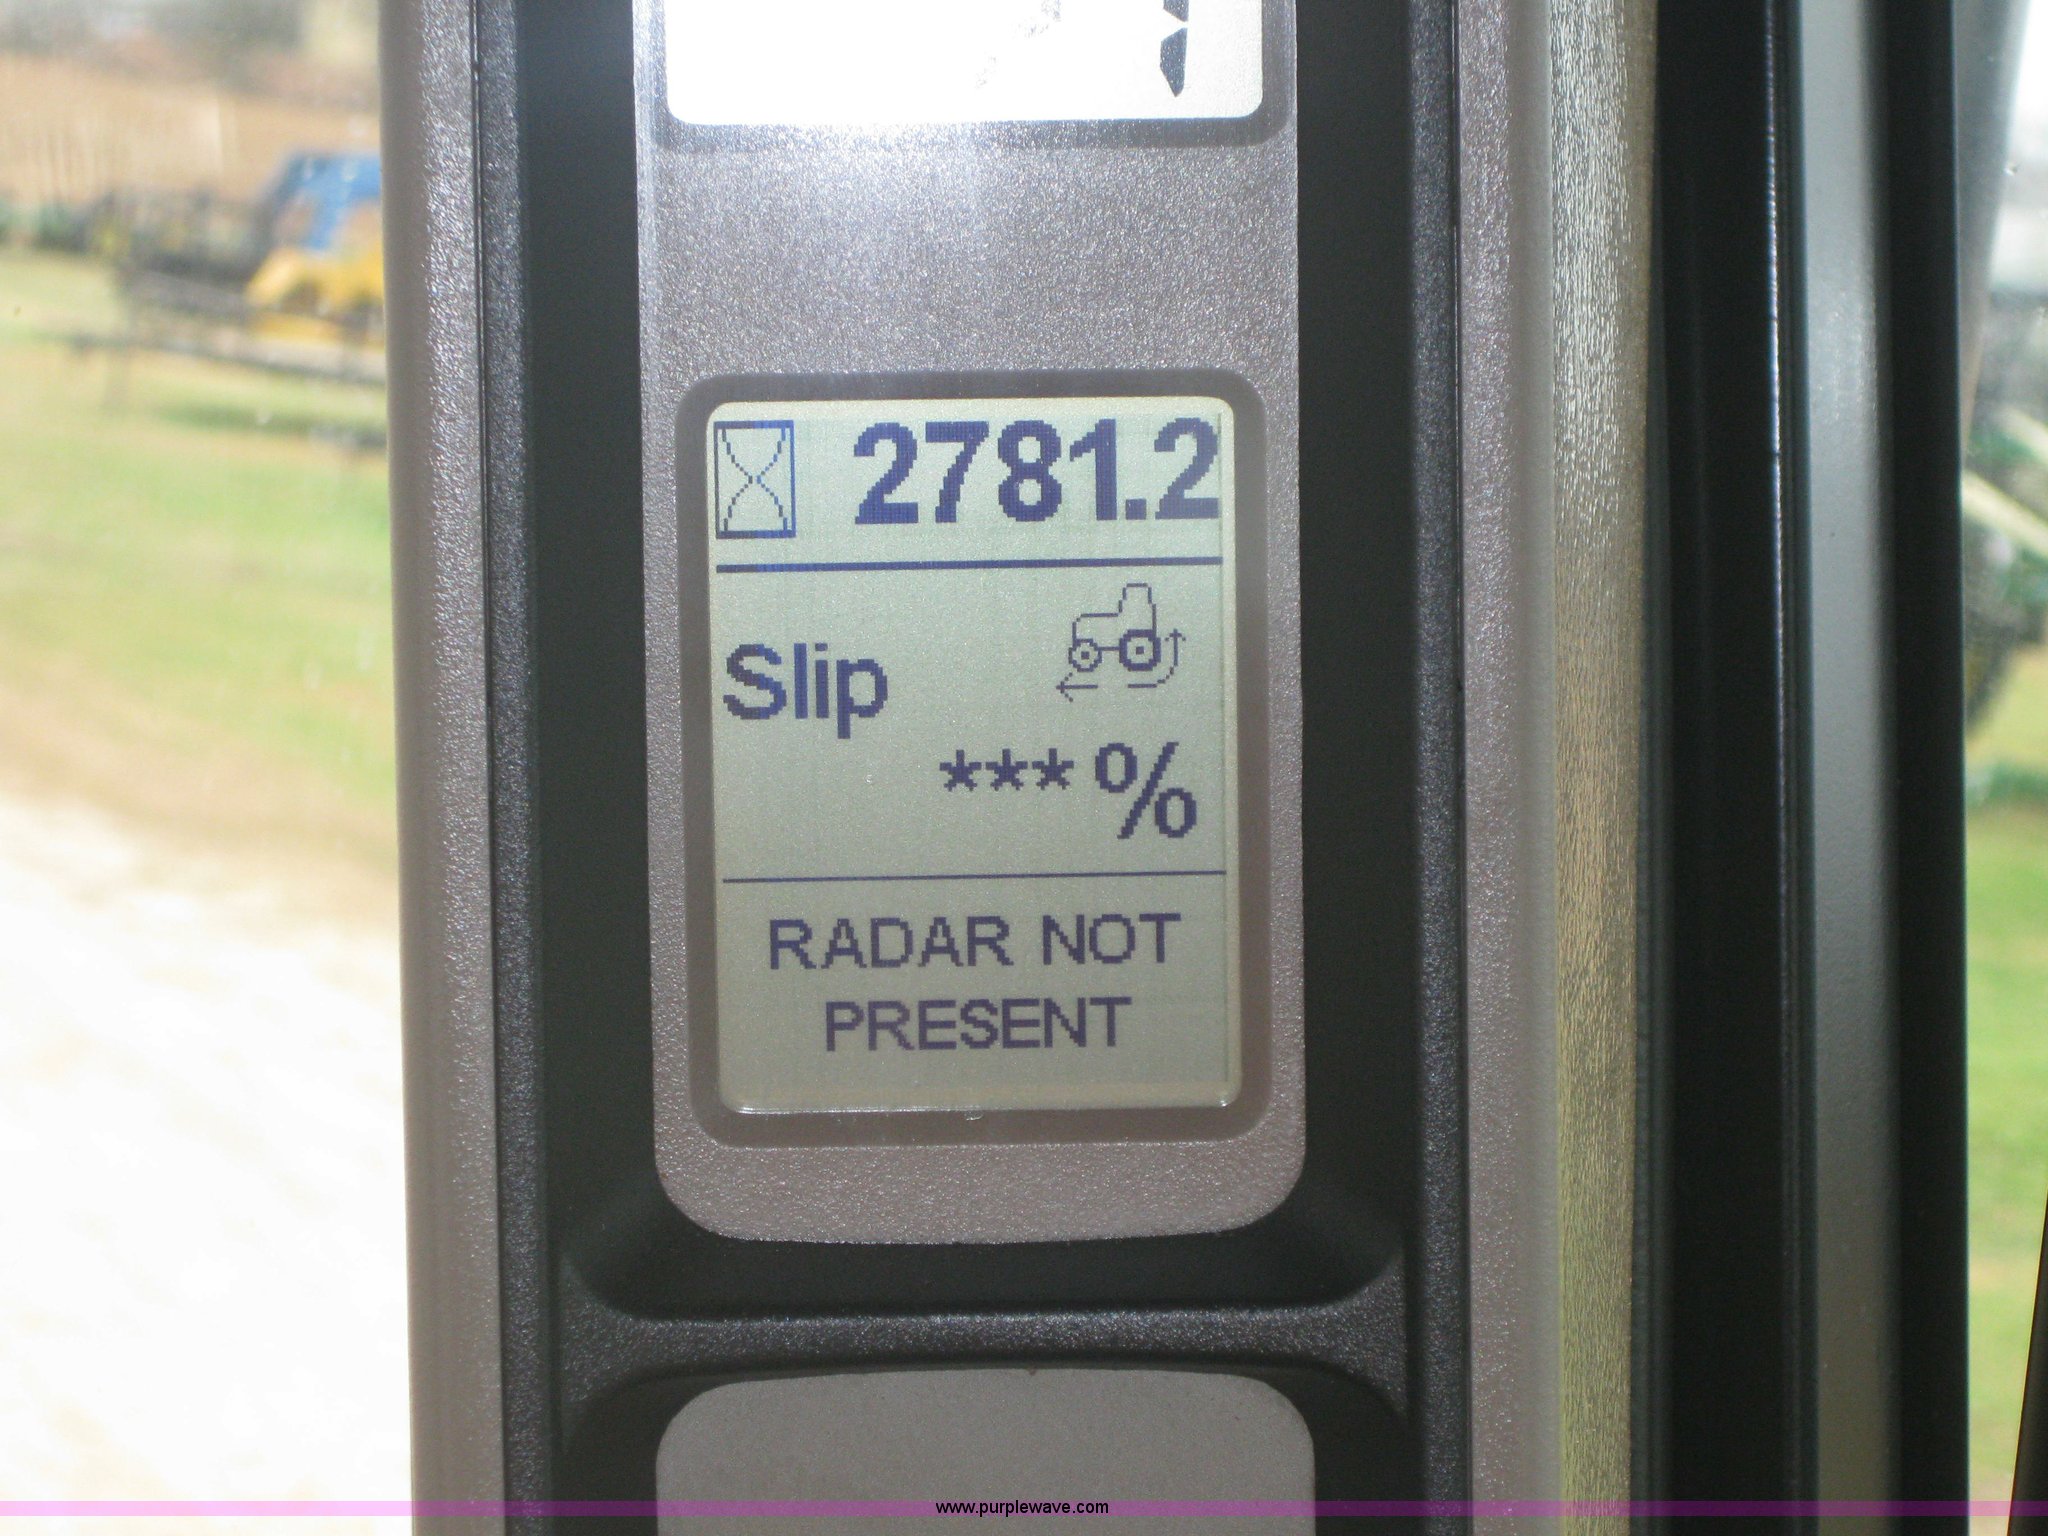 2781.2
Slip
***%
RADAR NOT
PRESENT
www.purplewave.com